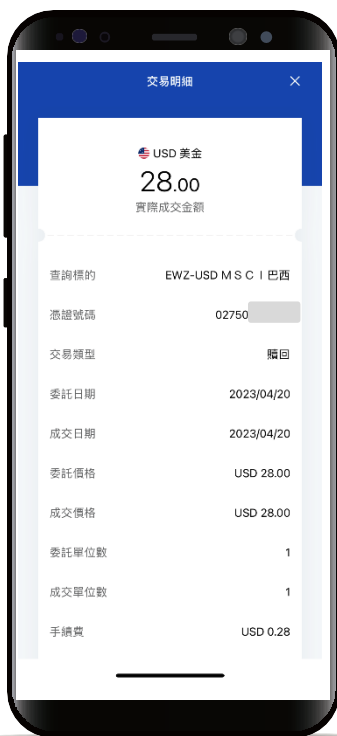 交易明細
USD 美金
28.00
實際成交金額
查詢標的 EWZ-USD ＭＳＣＩ巴西
憑證號碼 02750
交易類型 贖回
委託日期 2023/04/20
成交日期 2023/04/20
委託價格 USD 28.00
成交價格 USD 28.00
委託單位數 1
成交單位數 1
手續費 USD 0.28